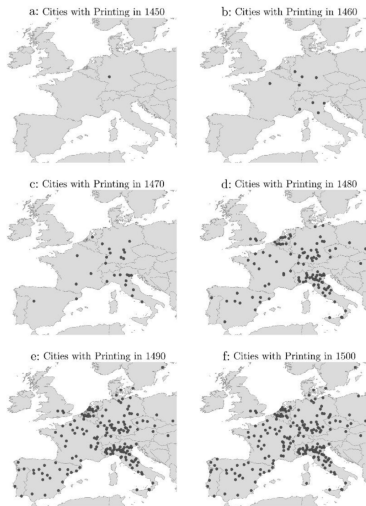 a: Cities with Printing in 1450
b: Cities with Printing in 1460
c: Cities with Printing in 1470
d: Cities with Printing in 1480
e: Cities with Printing in 1490
f: Cities with Printing in 1500